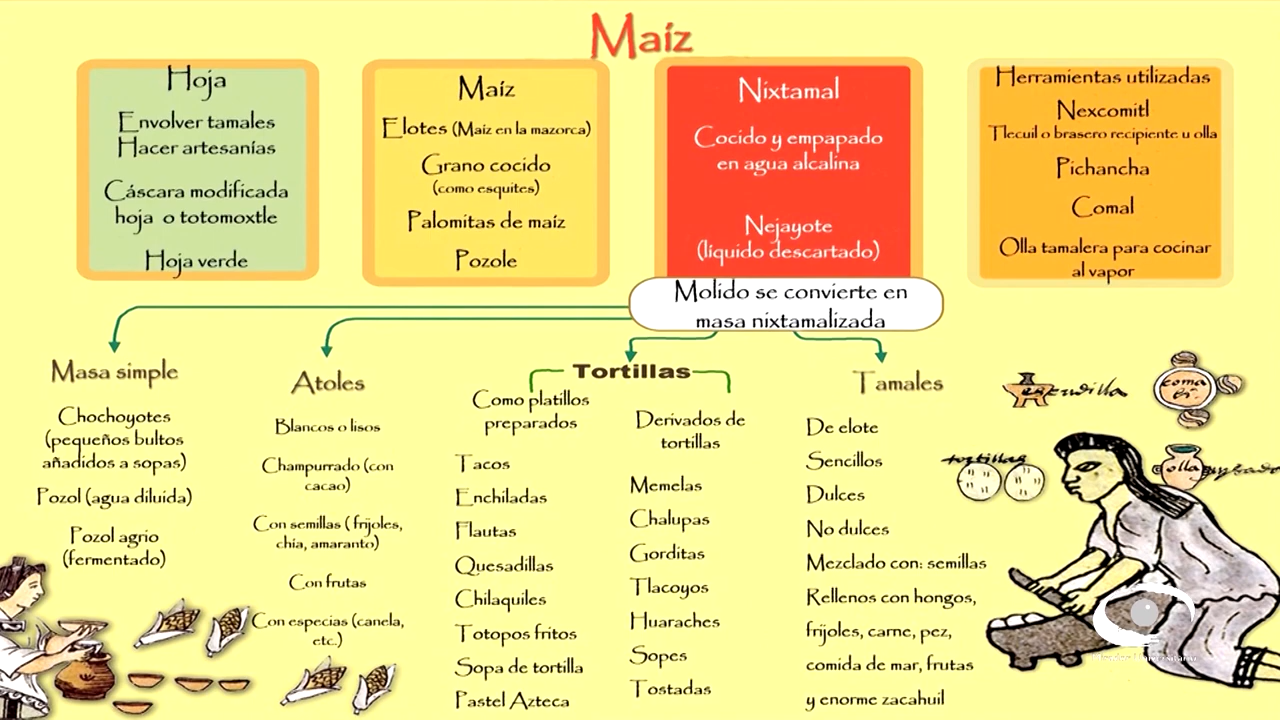 Maíz
Hoja
Envolver tamales
Hacer artesanías
Cáscara modificada
hoja o totomoxtle
Hoja verde
Maíz
Elotes (Maíz en la mazorca)
Grano cocido
(como esquites)
Palomitas de maíz
Pozole
Nixtamal
Cocido y empapado
en agua alcalina
Nejayote
(líquido descartado)
Herramientas utilizadas
Nexcomitl
Tlecuil o brasero recipiente u olla
Pichancha
Comal
Olla tamalera para cocinar
al vapor
Molido se convierte en
masa nixtamalizada
Masa simple
Chochoyotes
(pequeños bultos
añadidos a sopas)
Pozol (agua diluida)
Pozol agrio
(fermentado)
Atoles
Blancos o lisos
Champurrado (con
cacao)
Con semillas ( frijoles,
chía, amaranto)
Con frutas
Con especias (canela,
etc.)
Tortillas
Como platillos
preparados
Tacos
Enchiladas
Flautas
Quesadillas
Chilaquiles
Totopos fritos
Sopa de tortilla
Pastel Azteca
Derivados de
tortillas
Memelas
Chalupas
Gorditas
Tlacoyos
Huaraches
Sopes
Tostadas
Tamales
De elote
Sencillos
Dulces
No dulces
Mezclado con: semillas
Rellenos con hongos,
frijoles, carne, pez,
comida de mar, frutas
y enorme zacahuil
escudilla
tortillas
olla